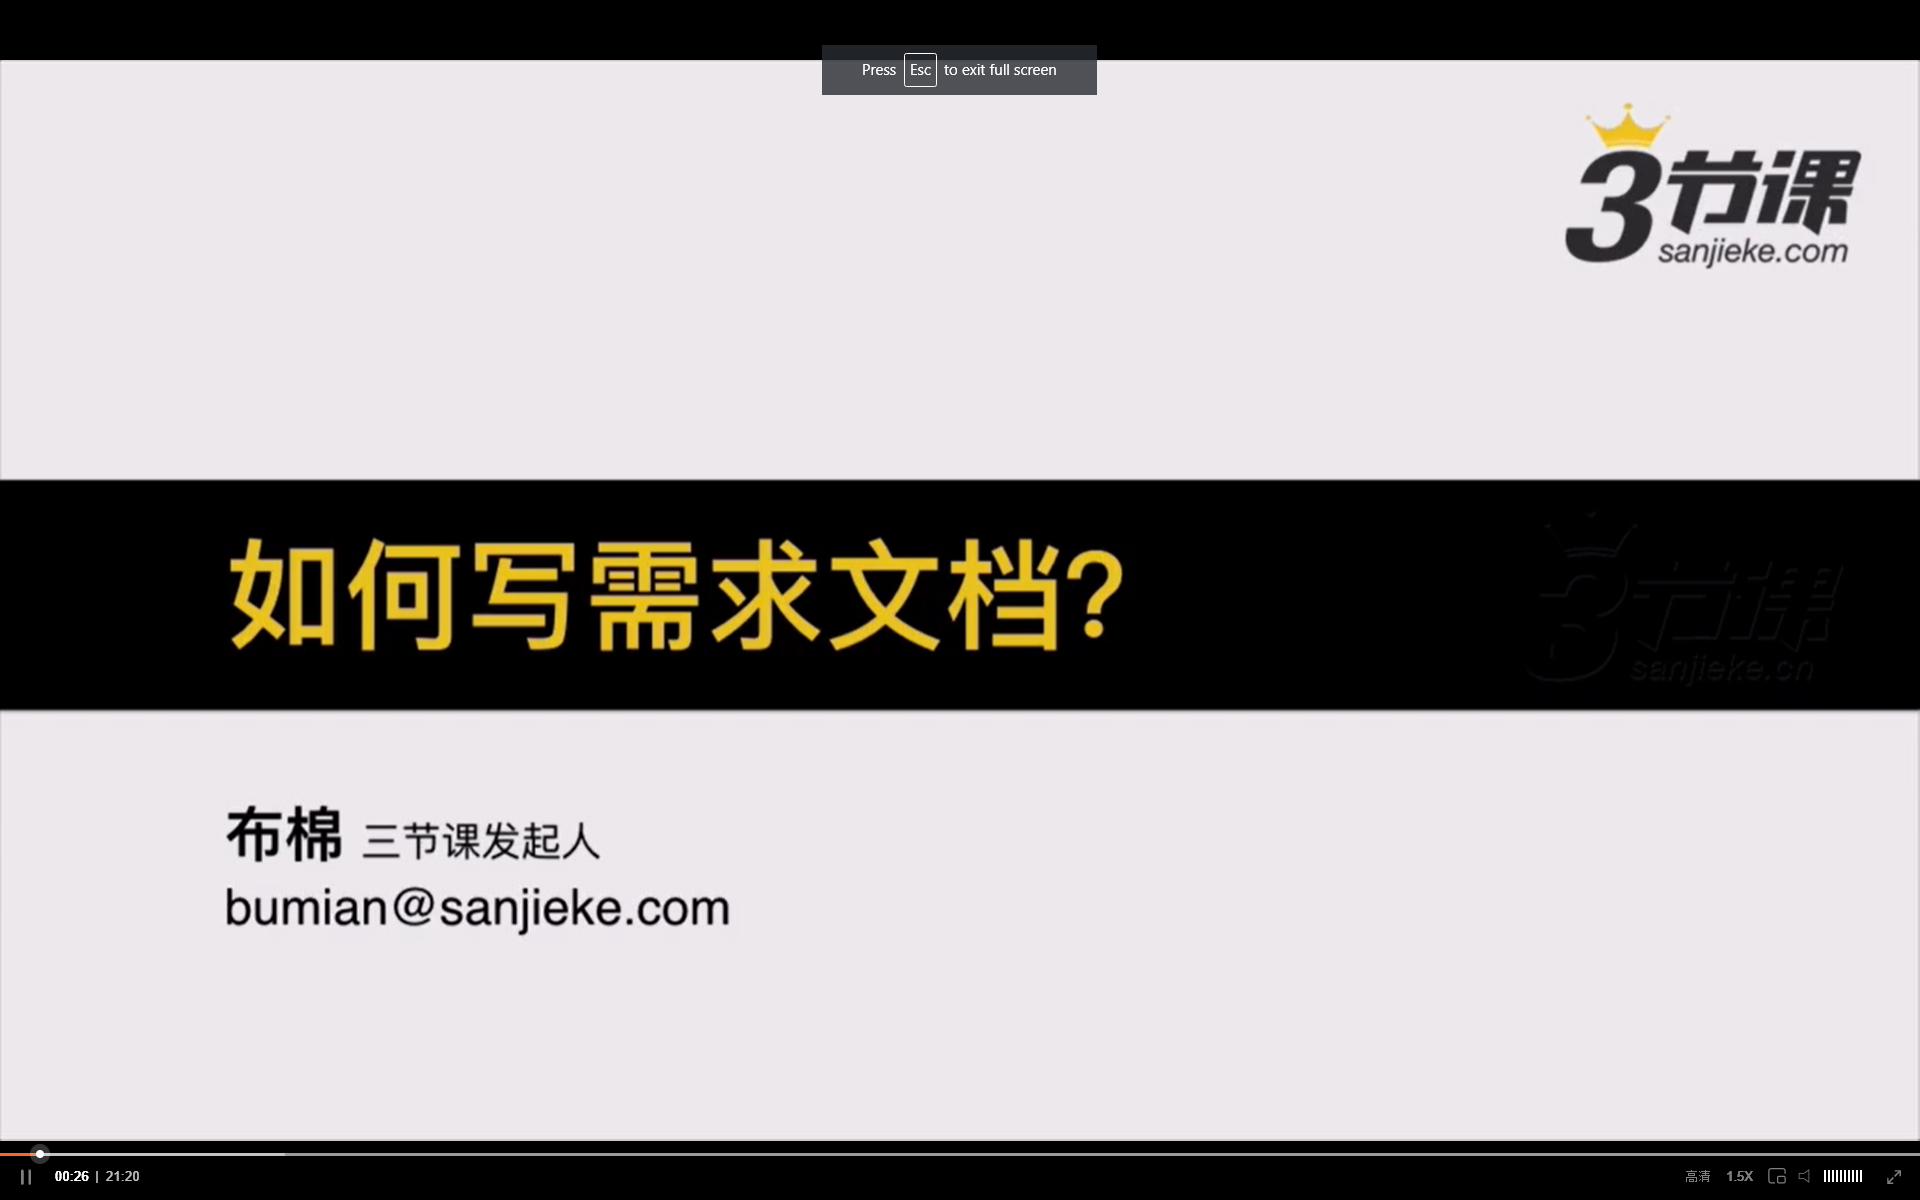 Press Esc to exit full screen
3节课
sanjieke.com
如何写需求文档?
3节课
sanjieke.cn
布棉 三节课发起人
bumian@sanjieke.com
00:26 | 21:20
高清 1.5X